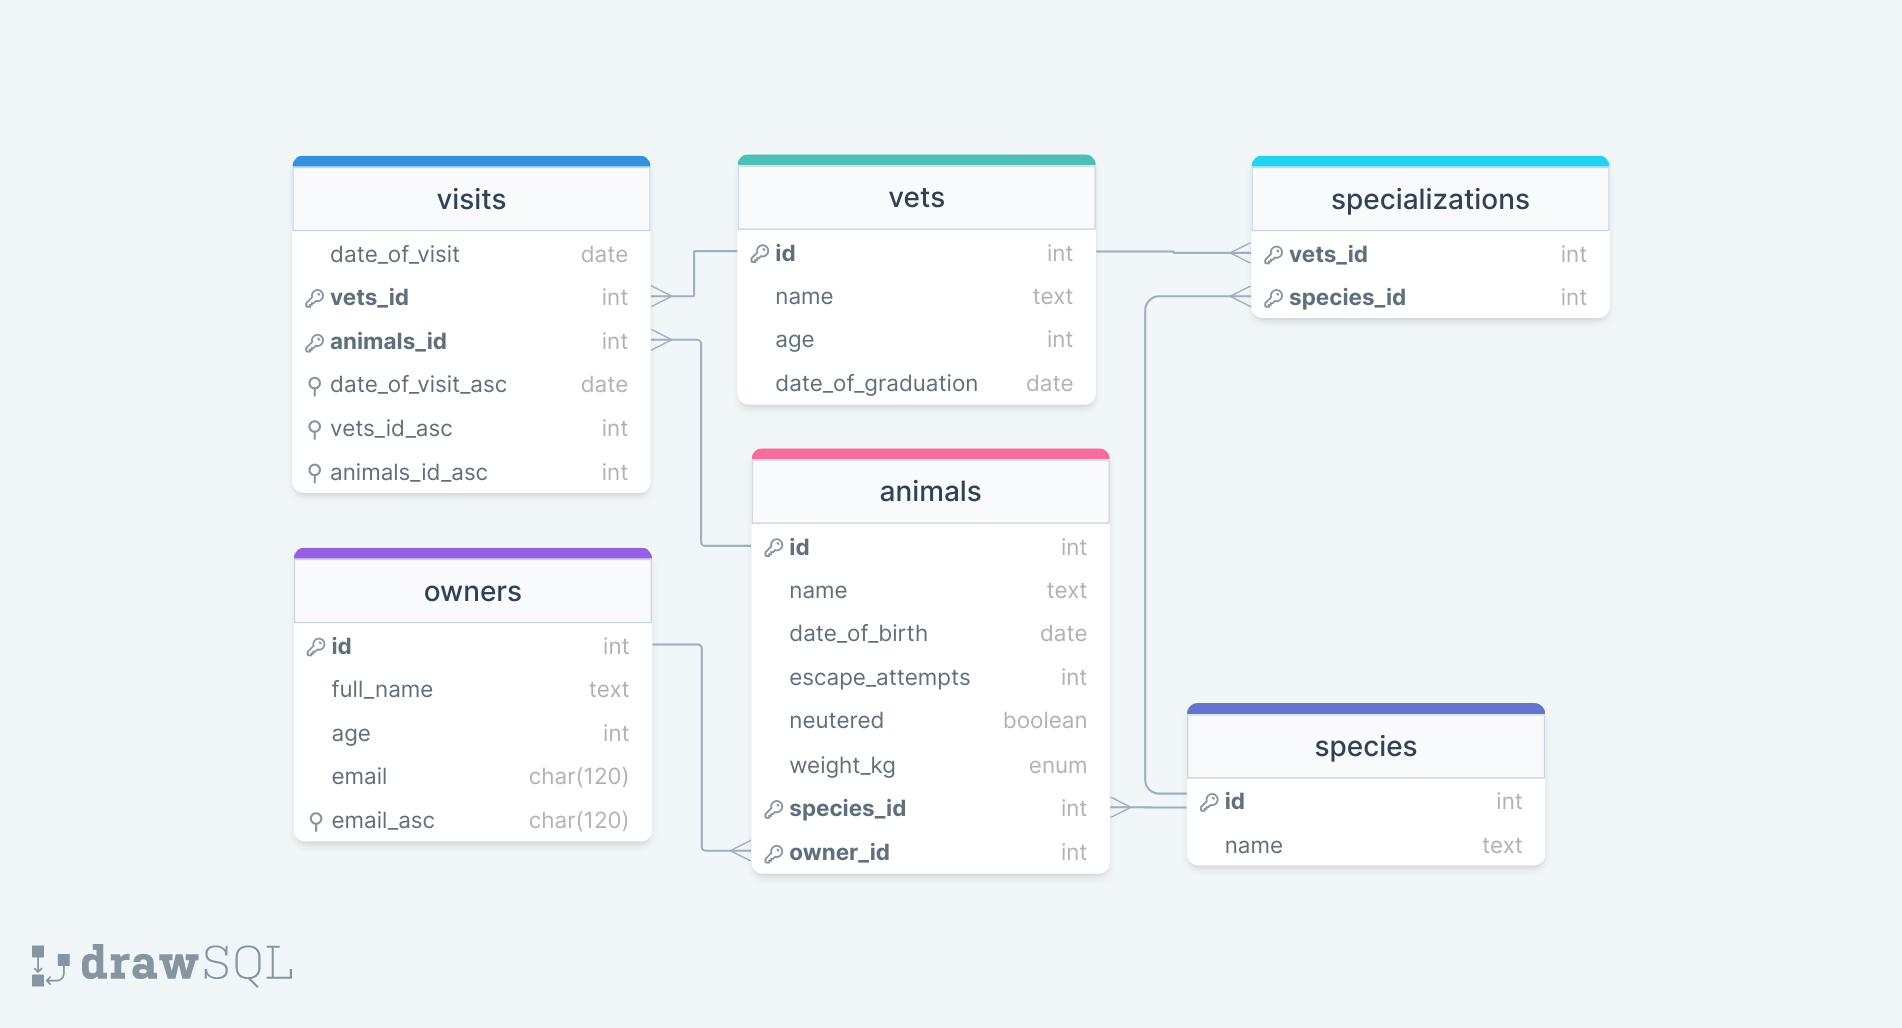 visits
date_of_visit date
vets_id int
animals_id int
date_of_visit_asc date
vets_id_asc int
animals_id_asc int
vets
id int
name text
age int
date_of_graduation date
specializations
vets_id int
species_id int
owners
id int
full_name text
age int
email char(120)
email_asc char(120)
animals
id int
name text
date_of_birth date
escape_attempts int
neutered boolean
weight_kg enum
species_id int
owner_id int
species
id int
name text
drawSQL